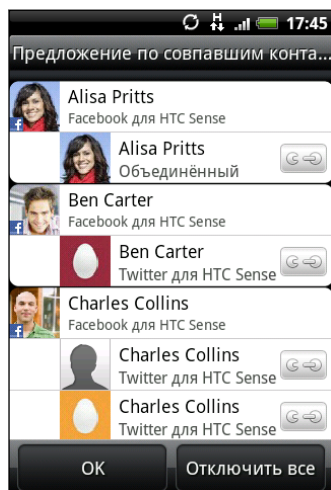 H 17:45
Предложение по совпавшим конта...
Alisa Pritts
Facebook для HTC Sense
Alisa Pritts
Объединённый
Ben Carter
Facebook для HTC Sense
Ben Carter
Twitter для HTC Sense
Charles Collins
Facebook для HTC Sense
Charles Collins
Twitter для HTC Sense
Charles Collins
Twitter для HTC Sense
OK Отключить все